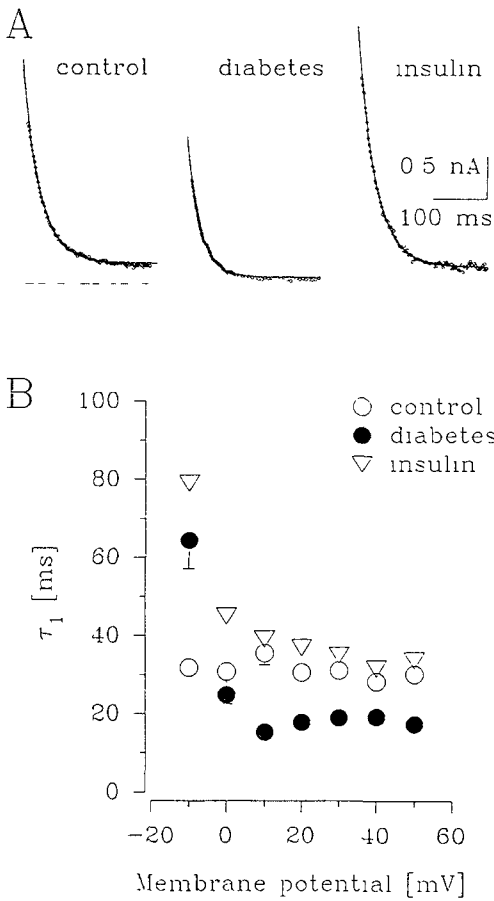 A
control diabetes insulin
0 5 nA
100 ms
B
100
80
60
40
20
0
τ1 [ms]
control
diabetes
insulin
-20 0 20 40 60
Membrane potential [mV]